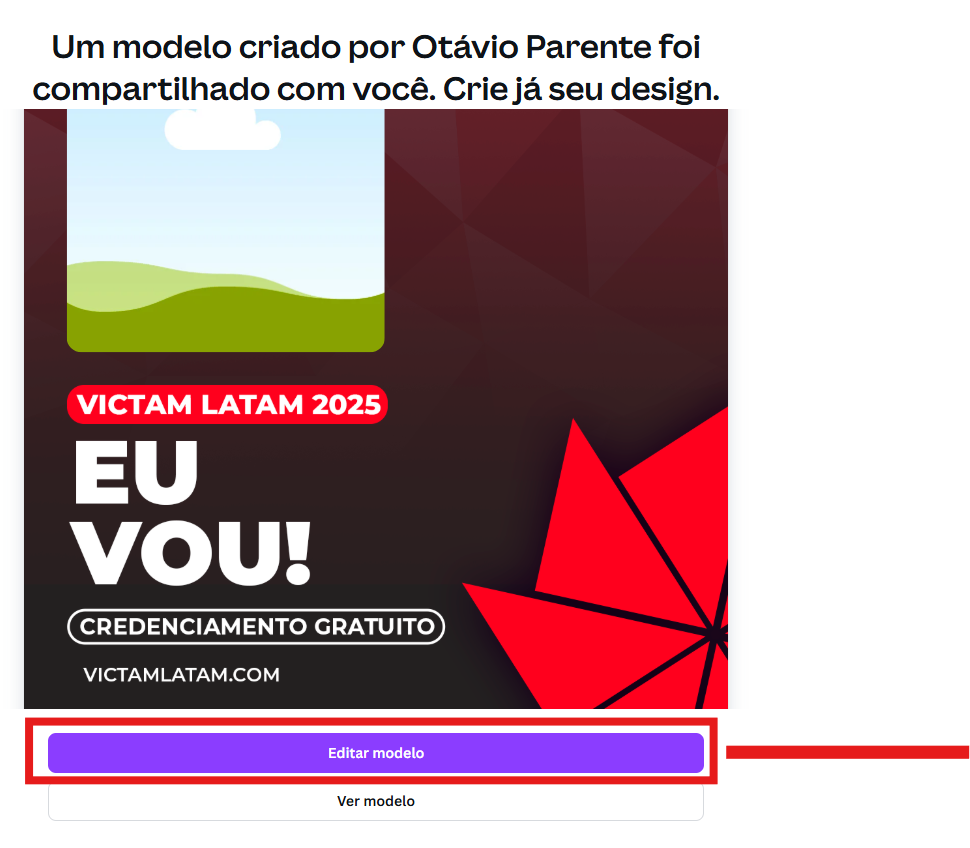 Um modelo criado por Otávio Parente foi
compartilhado com você. Crie já seu design.
VICTAM LATAM 2025
EU
VOU!
CREDENCIAMENTO GRATUITO
VICTAMLATAM.COM
Editar modelo
Ver modelo